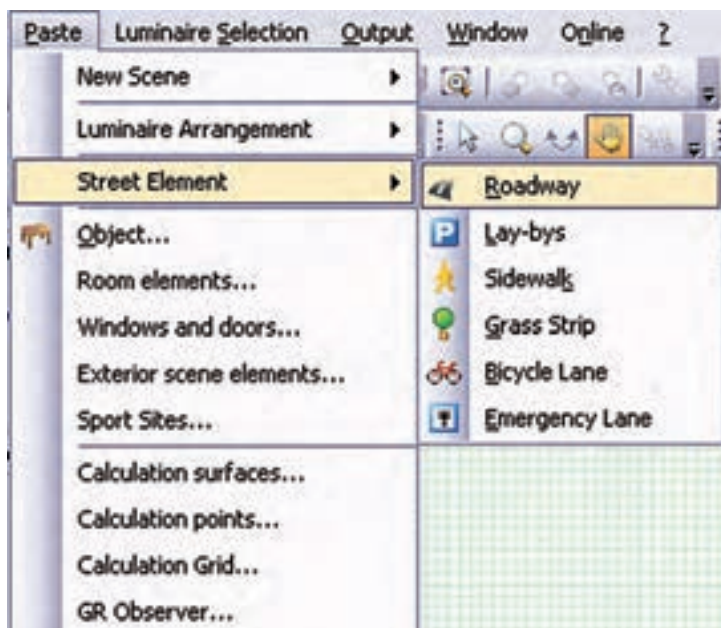 Paste Luminaire Selection Output Window Online ?
New Scene
Luminaire Arrangement
Street Element
Object...
Room elements...
Windows and doors...
Exterior scene elements...
Sport Sites...
Calculation surfaces...
Calculation points...
Calculation Grid...
GR Observer...
Roadway
P Lay-bys
Sidewalk
Grass Strip
Bicycle Lane
Emergency Lane